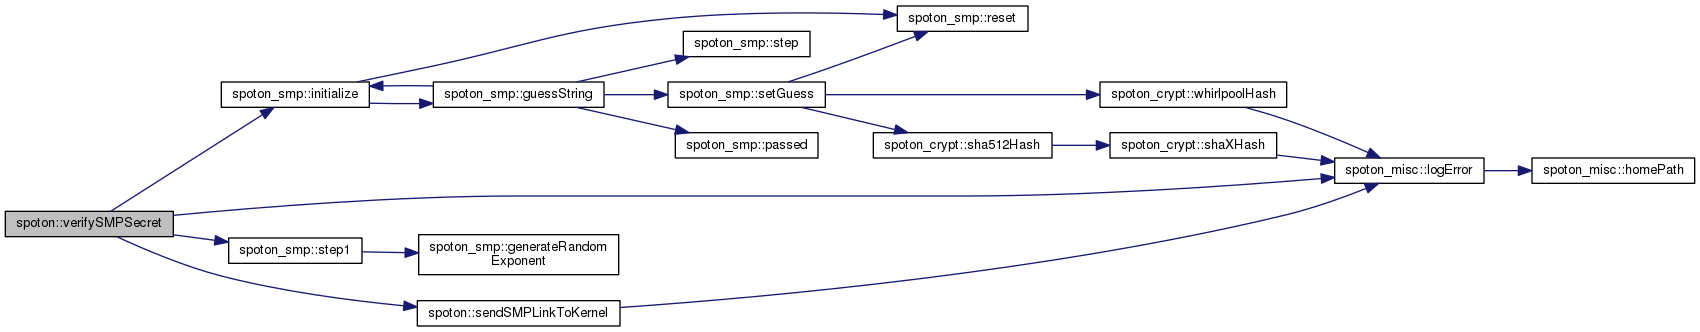 spoton_smp::reset
spoton_smp::step
spoton_smp::initialize
spoton_smp::guessString
spoton_smp::setGuess
spoton_crypt::whirlpoolHash
spoton_smp::passed
spoton_crypt::sha512Hash
spoton_crypt::shaXHash
spoton_misc::logError
spoton_misc::homePath
spoton::verifySMPSecret
spoton_smp::step1
spoton_smp::generateRandom
Exponent
spoton::sendSMPLinkToKernel